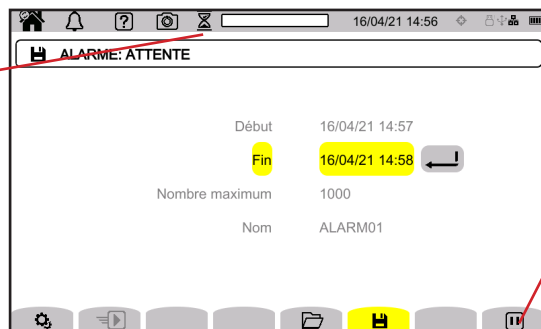 16/04/21 14:56
ALARME: ATTENTE
Début 16/04/21 14:57
Fin 16/04/21 14:58
Nombre maximum 1000
Nom ALARM01